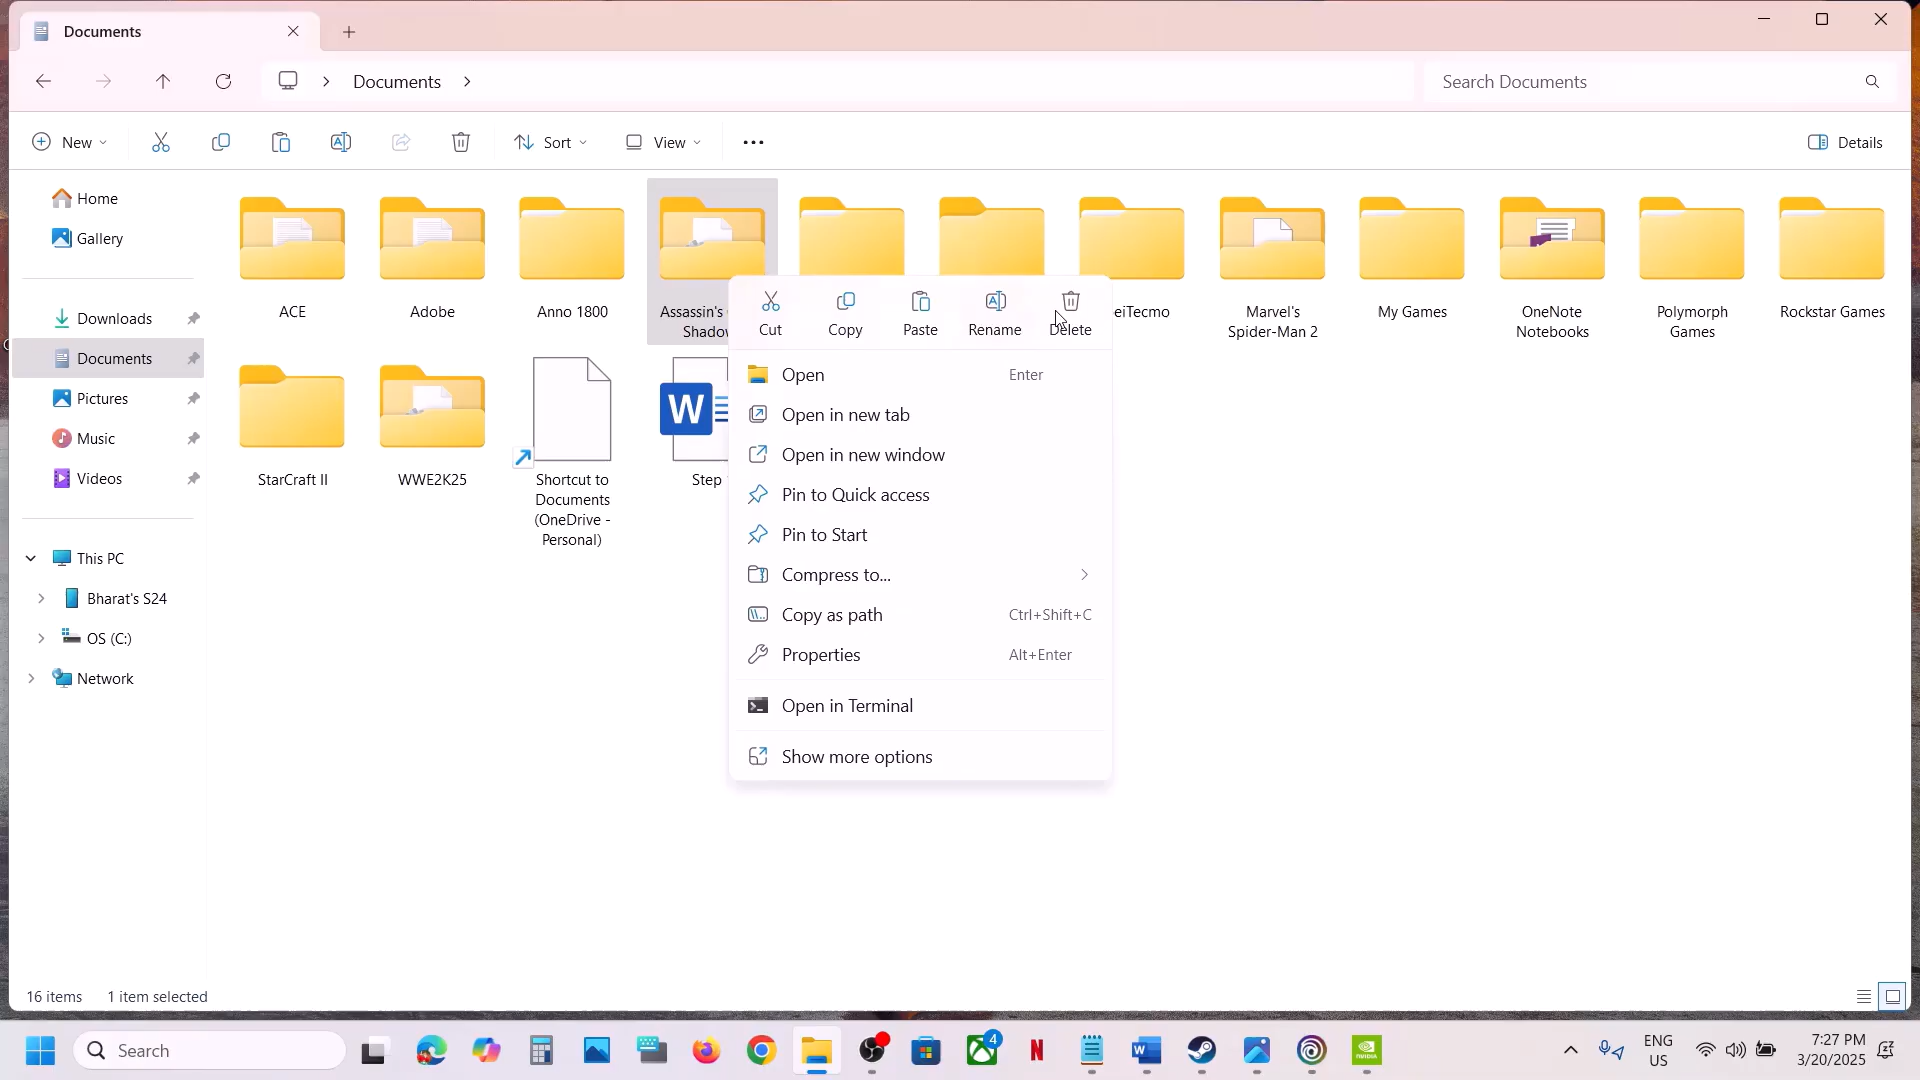 Documents
Documents
Search Documents
New
Sort
View
Details
Home
Gallery
Downloads
Documents
Pictures
Music
Videos
This PC
Bharat's S24
OS (C:)
Network
ACE
Adobe
Anno 1800
Assassin's
Shadow
eiTecmo
Marvel's
Spider-Man 2
My Games
OneNote
Notebooks
Polymorph
Games
Rockstar Games
StarCraft II
WWE2K25
Shortcut to
Documents
(OneDrive -
Personal)
W
Step
Cut
Copy
Paste
Rename
Delete
Open Enter
Open in new tab
Open in new window
Pin to Quick access
Pin to Start
Compress to...
Copy as path Ctrl+Shift+C
Properties Alt+Enter
Open in Terminal
Show more options
16 items 1 item selected
Search
4
ENG
US
7:27 PM
3/20/2025